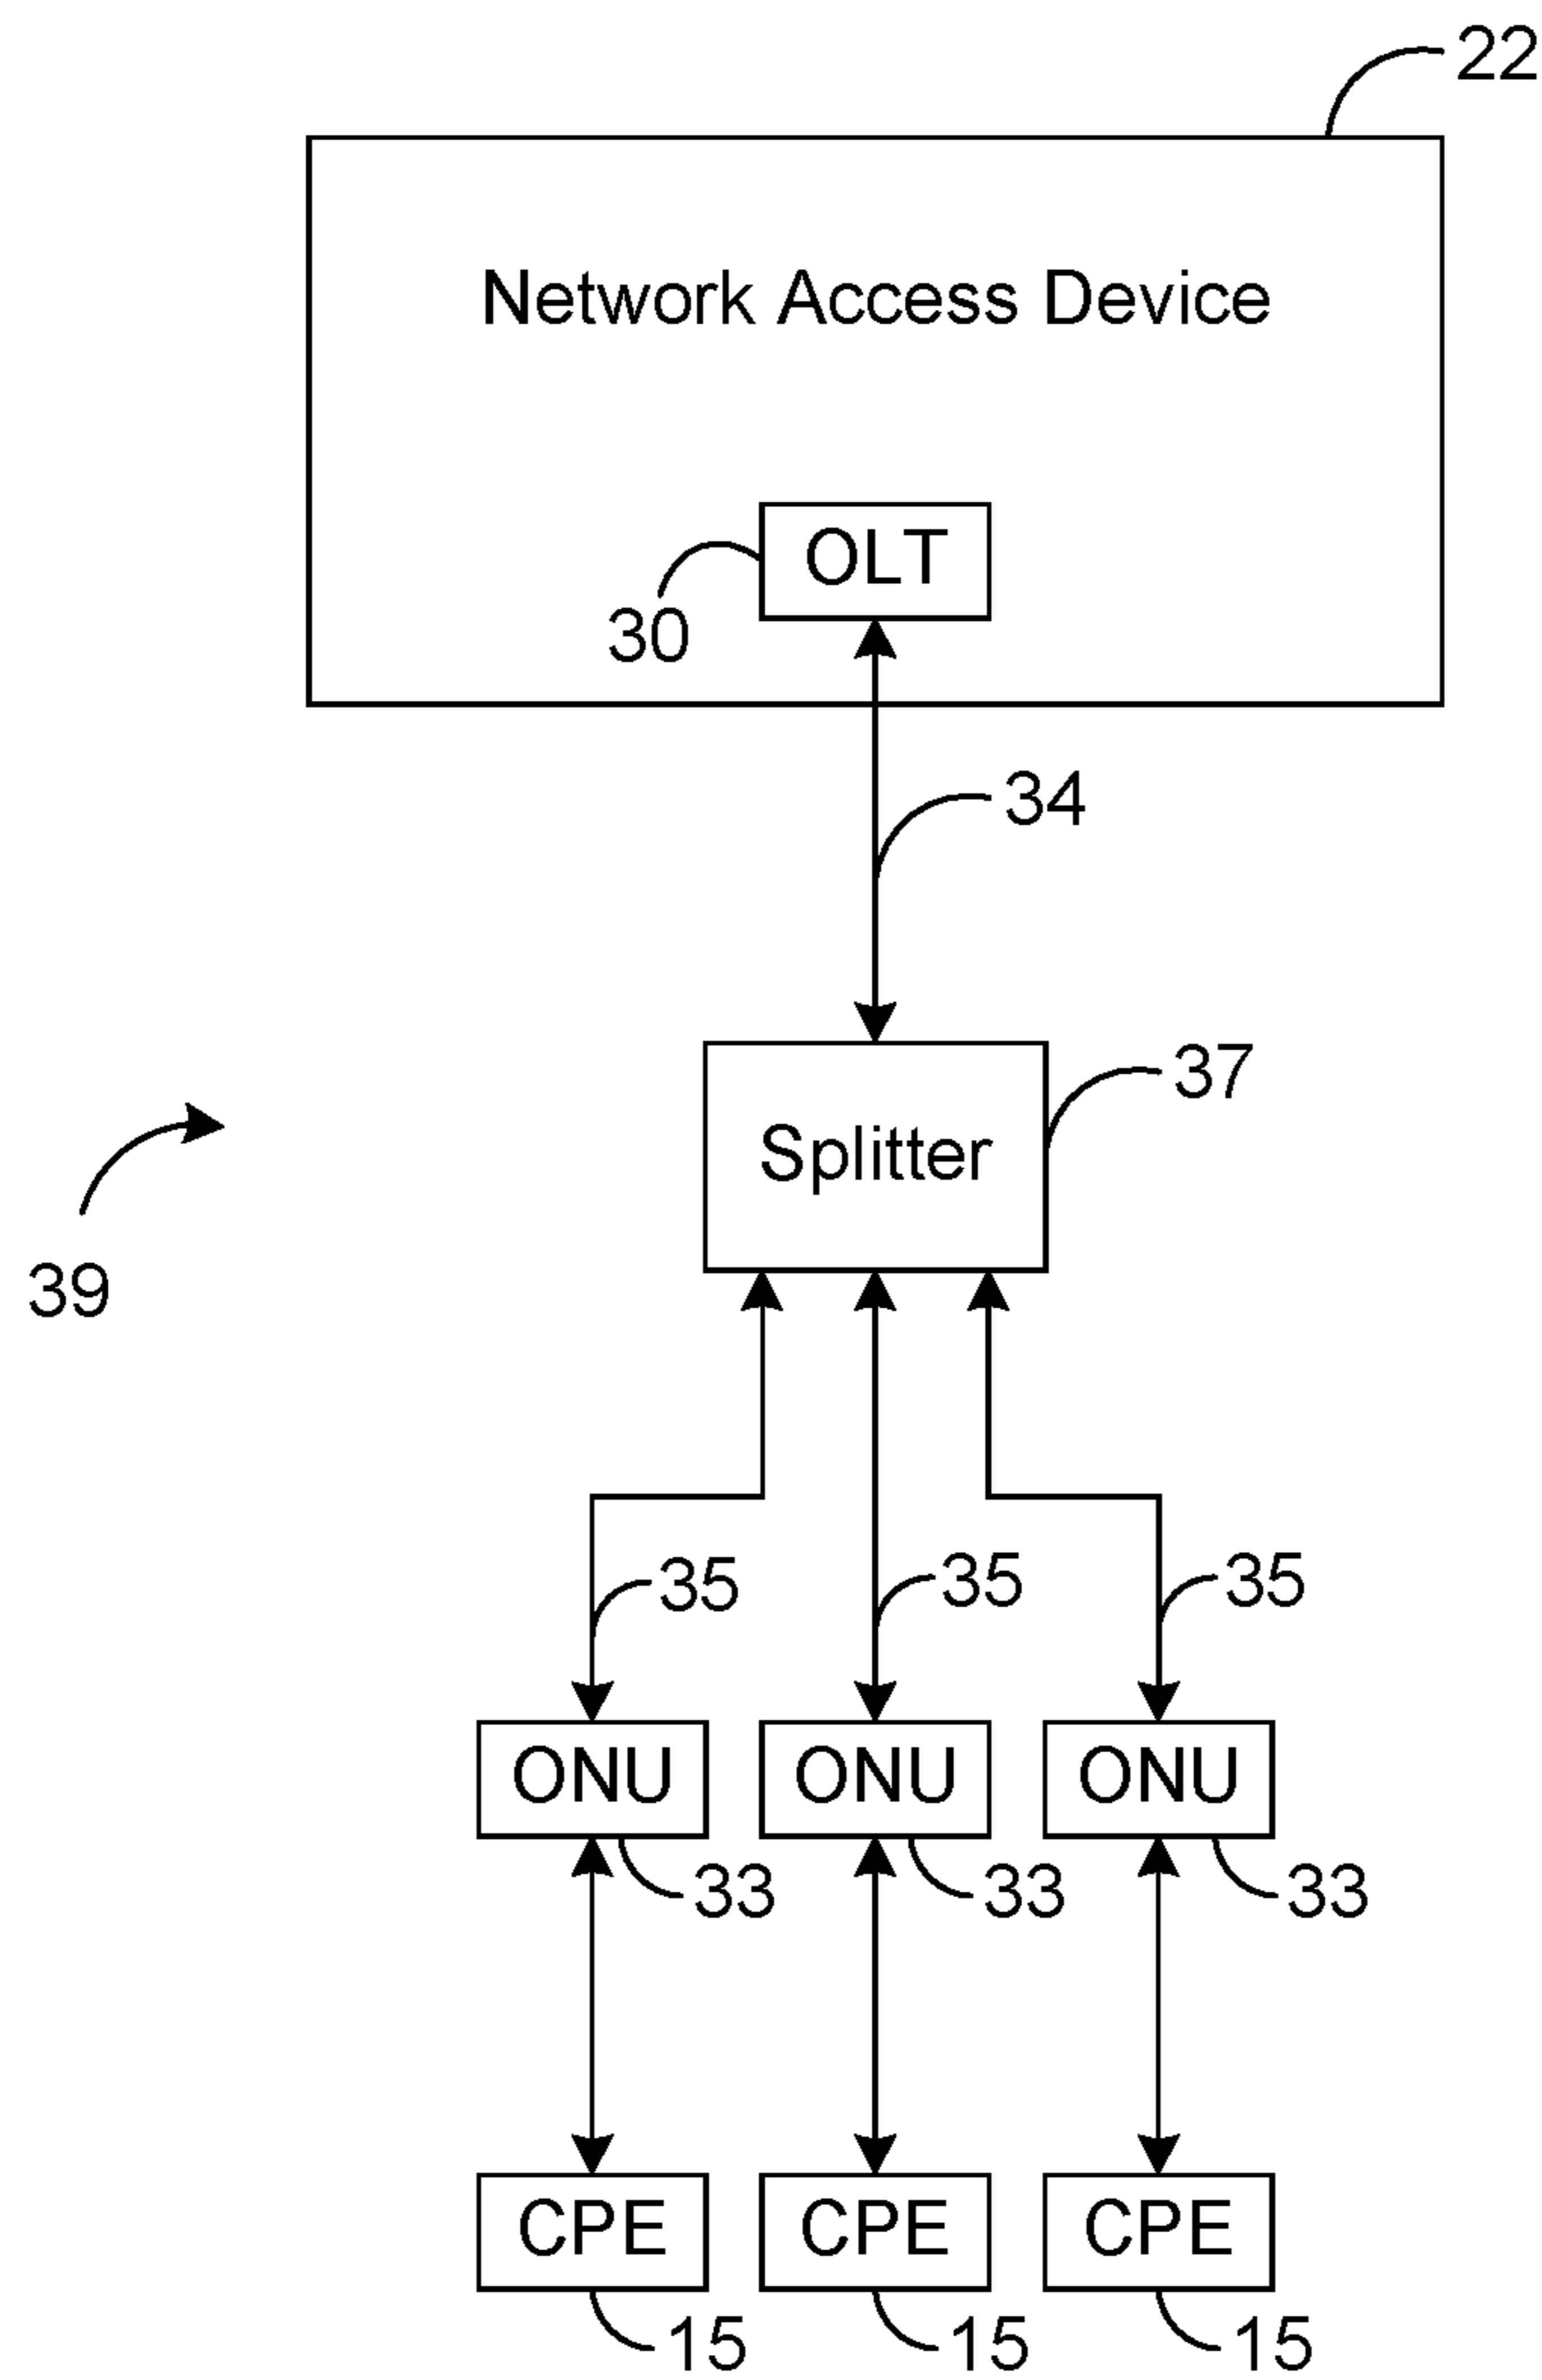 22
Network Access Device
OLT
30
34
37
Splitter
39
35 35 35
ONU ONU ONU
33 33 33
CPE CPE CPE
15 15 15